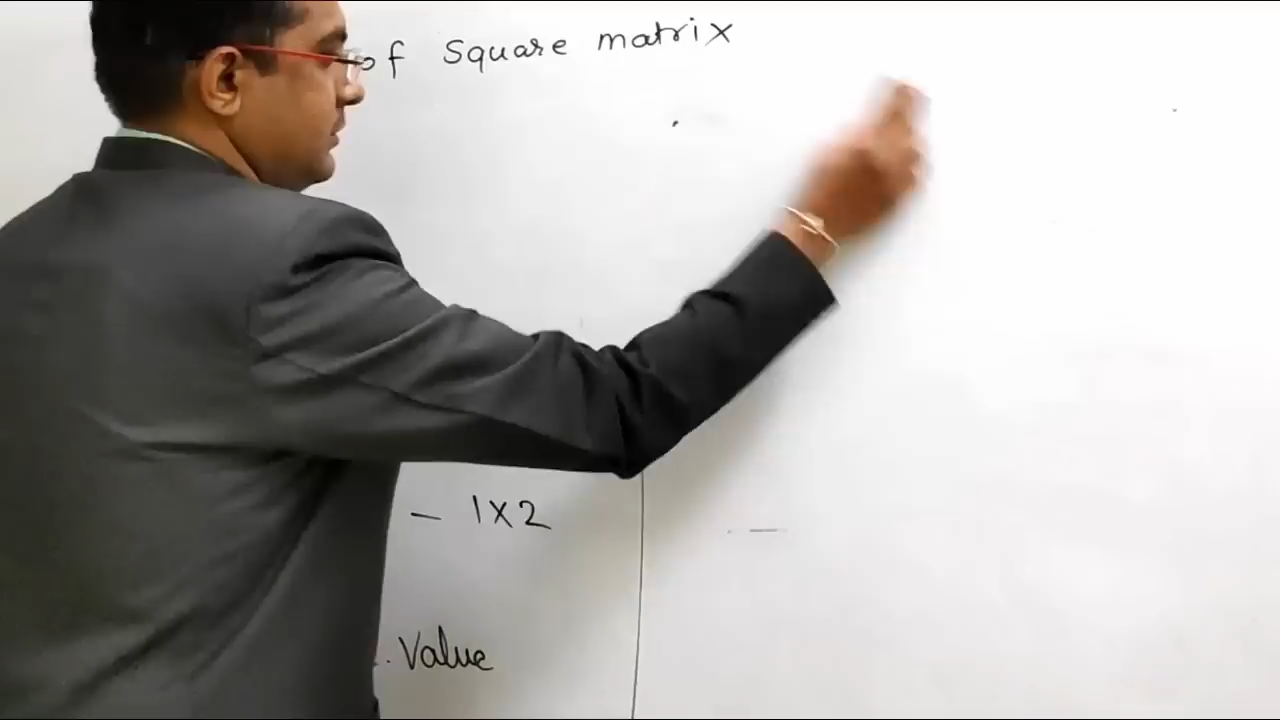 of Square matrix
- 1X2
Value